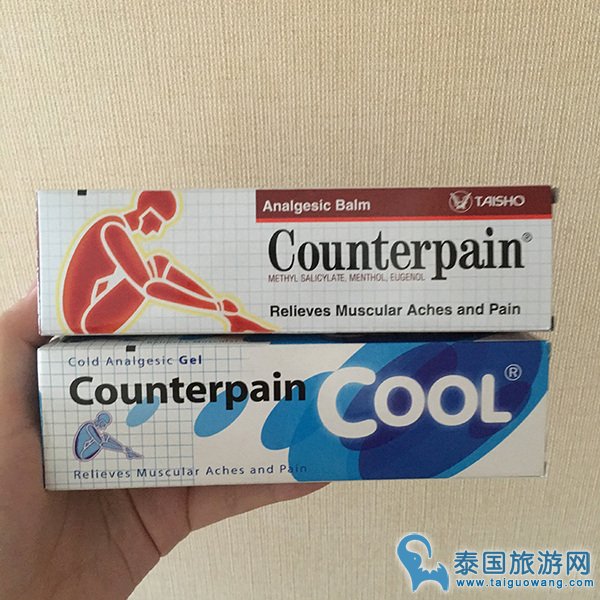 Analgesic Balm
TAISHO
Counterpain®
METHYL SALICYLATE, MENTHOL, EUGENOL
Relieves Muscular Aches and Pain
Cold Analgesic Gel
Counterpain COOL®
Relieves Muscular Aches and Pain
泰国旅游网
www.taiguowang.com